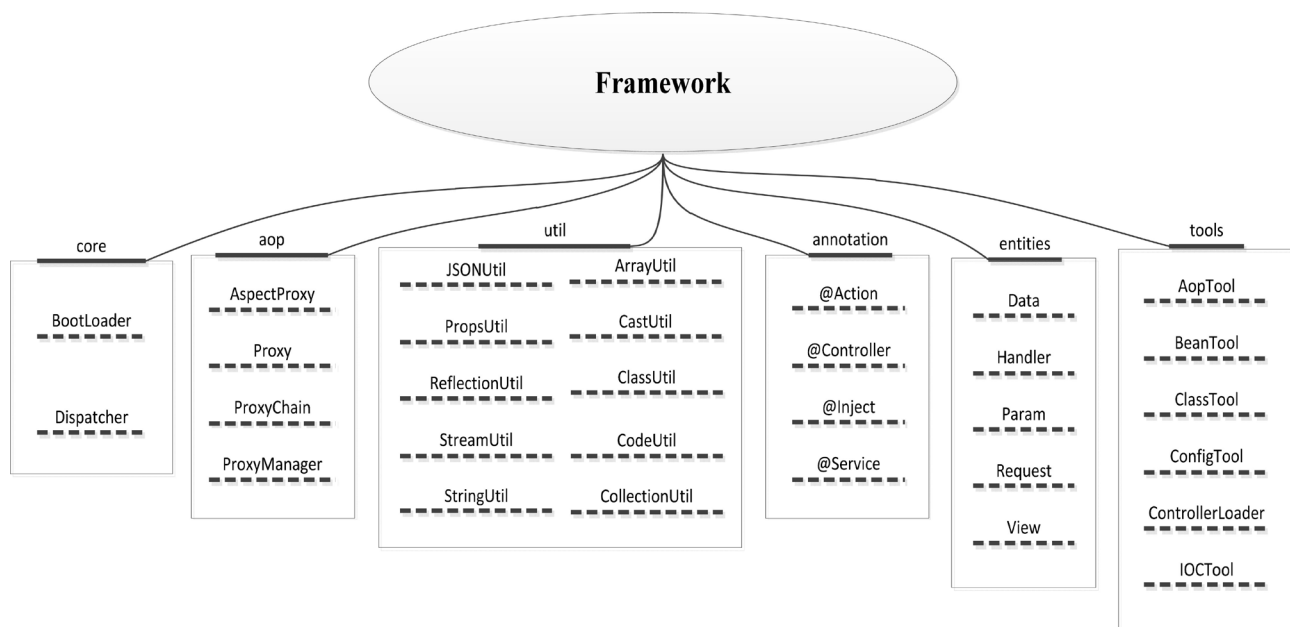 Framework
core
BootLoader
Dispatcher
aop
AspectProxy
Proxy
ProxyChain
ProxyManager
util
JSONUtil
PropsUtil
ReflectionUtil
StreamUtil
StringUtil
ArrayUtil
CastUtil
ClassUtil
CodeUtil
CollectionUtil
annotation
@Action
@Controller
@Inject
@Service
entities
Data
Handler
Param
Request
View
tools
AopTool
BeanTool
ClassTool
ConfigTool
ControllerLoader
IOCTool